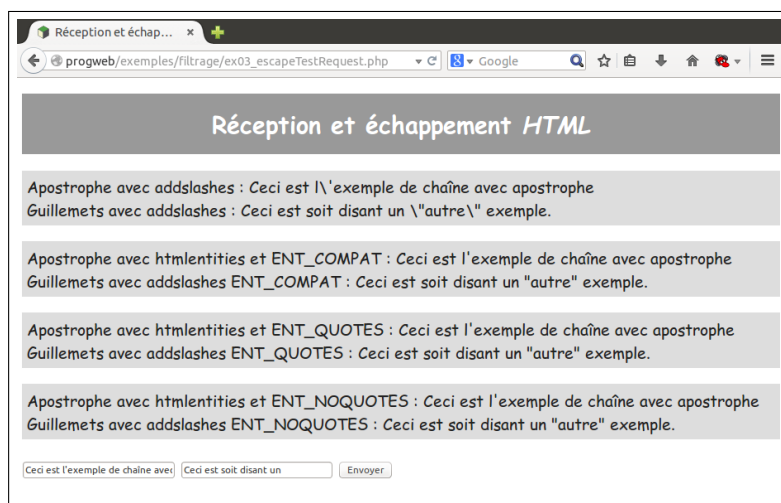 Réception et échap... ×
progweb/exemples/filtrage/ex03_escapeTestRequest.php Google
Réception et échappement HTML
Apostrophe avec addslashes : Ceci est l\'exemple de chaîne avec apostrophe
Guillemets avec addslashes : Ceci est soit disant un \"autre\" exemple.
Apostrophe avec htmlentities et ENT_COMPAT : Ceci est l'exemple de chaîne avec apostrophe
Guillemets avec addslashes ENT_COMPAT : Ceci est soit disant un "autre" exemple.
Apostrophe avec htmlentities et ENT_QUOTES : Ceci est l'exemple de chaîne avec apostrophe
Guillemets avec addslashes ENT_QUOTES : Ceci est soit disant un "autre" exemple.
Apostrophe avec htmlentities et ENT_NOQUOTES : Ceci est l'exemple de chaîne avec apostrophe
Guillemets avec addslashes ENT_NOQUOTES : Ceci est soit disant un "autre" exemple.
Ceci est l'exemple de chaîne avec Ceci est soit disant un Envoyer